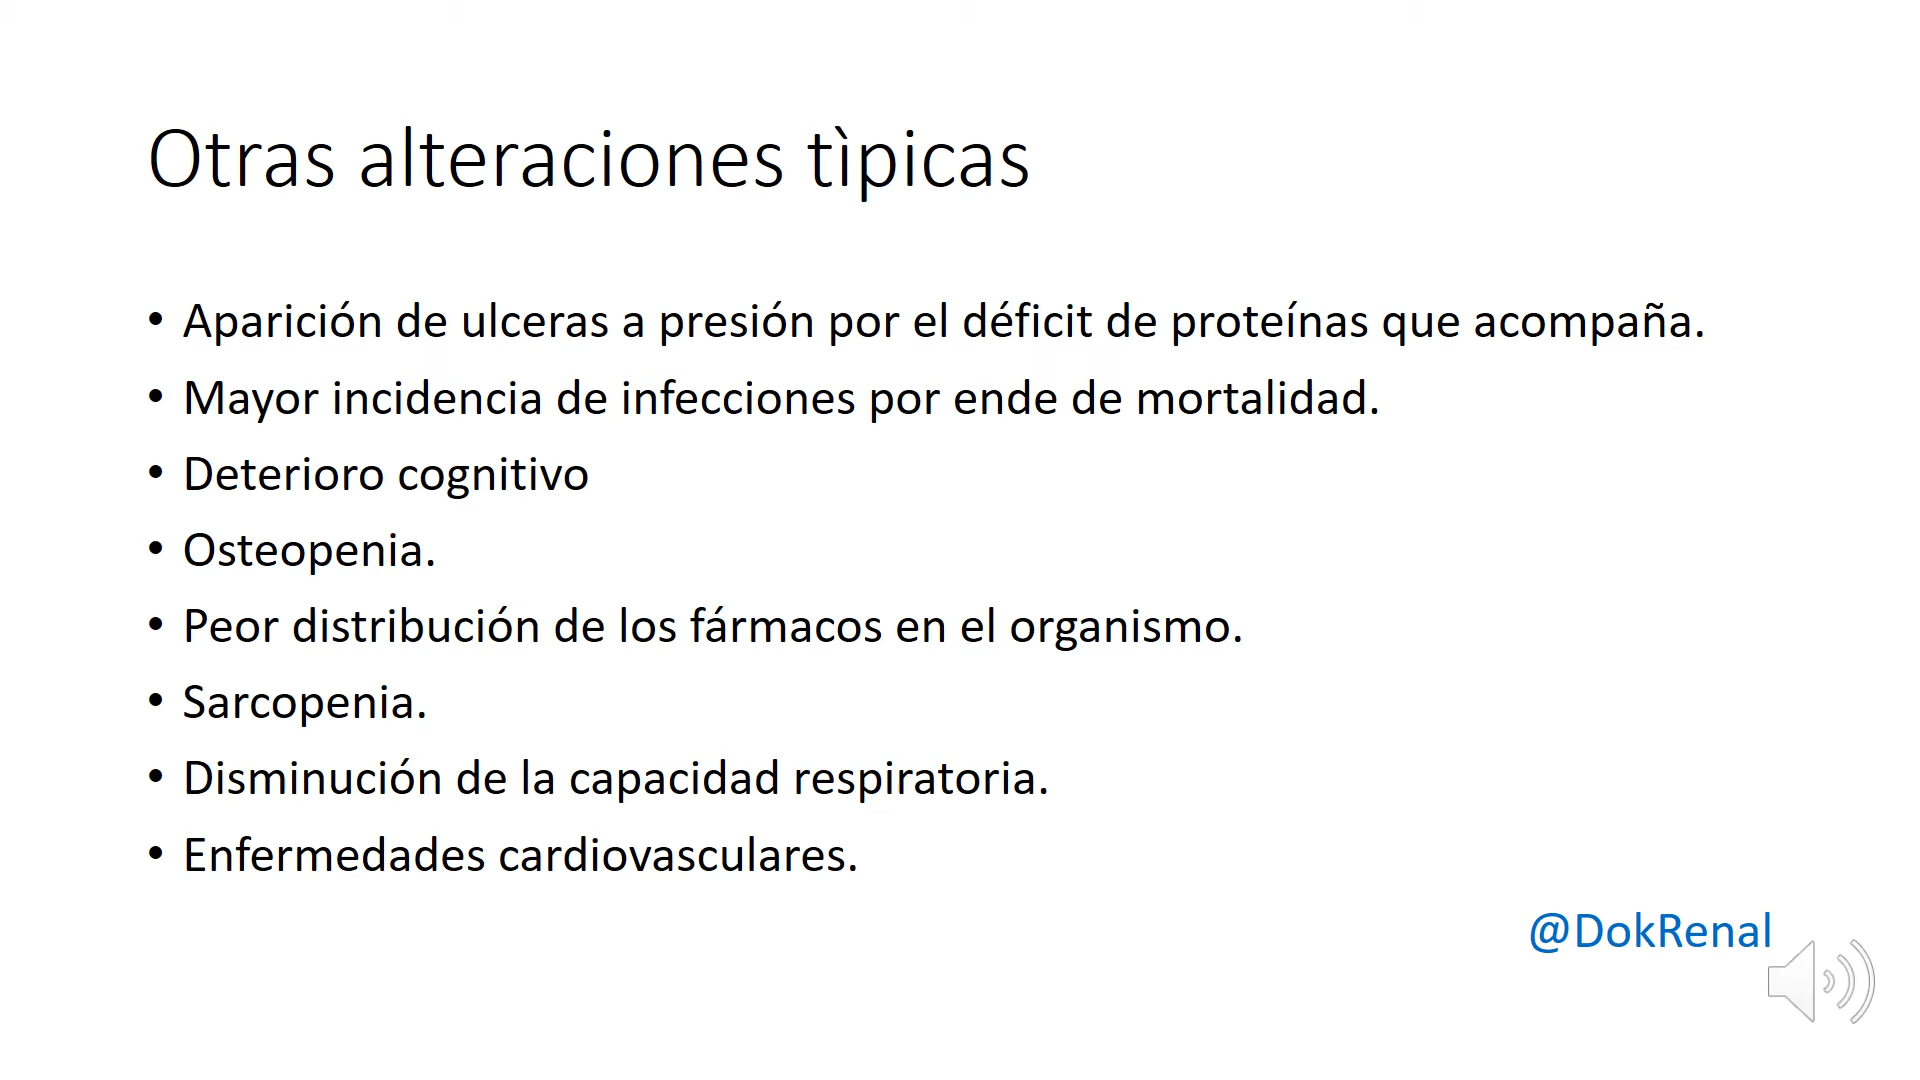 Otras alteraciones tìpicas
• Aparición de ulceras a presión por el déficit de proteínas que acompaña.
• Mayor incidencia de infecciones por ende de mortalidad.
• Deterioro cognitivo
• Osteopenia.
• Peor distribución de los fármacos en el organismo.
• Sarcopenia.
• Disminución de la capacidad respiratoria.
• Enfermedades cardiovasculares.
@DokRenal